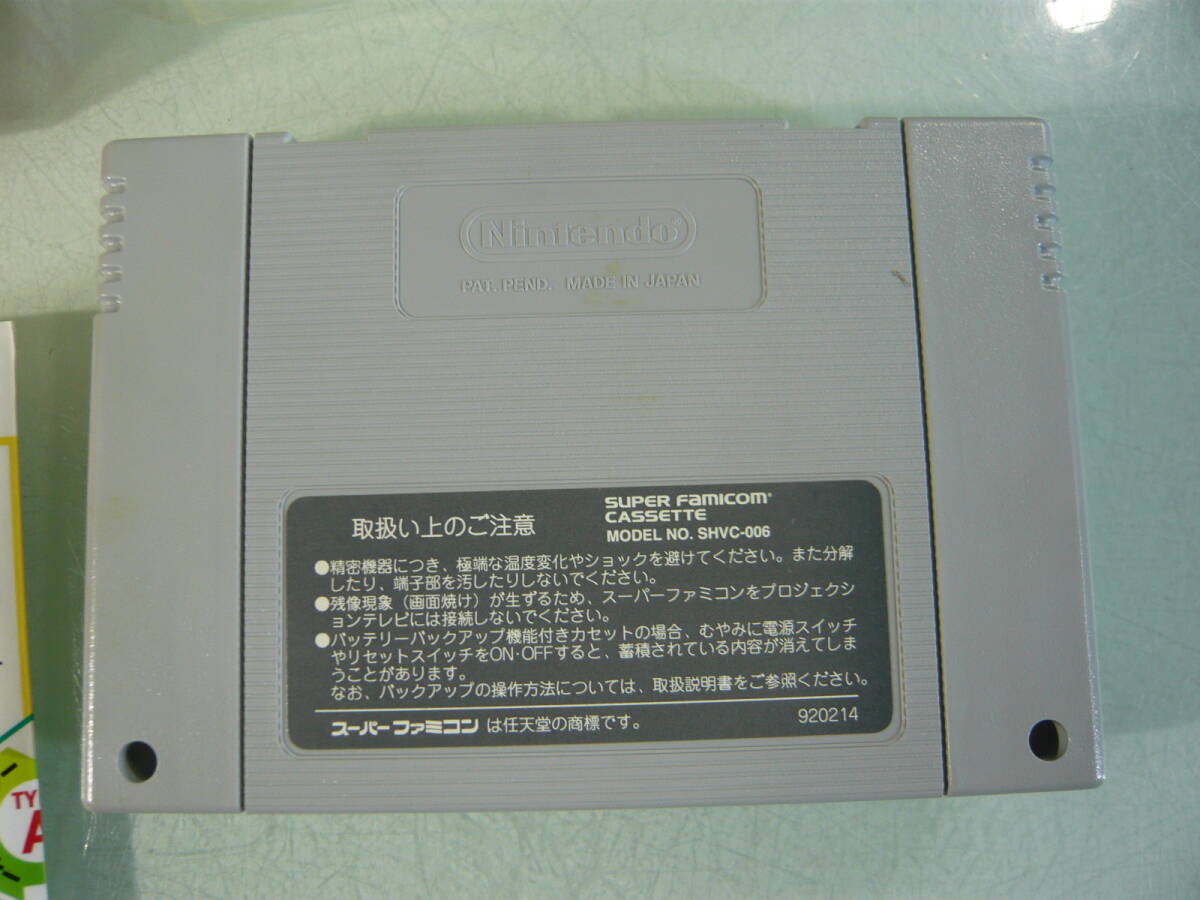 Nintendo®
PAT. PEND. MADE IN JAPAN
取扱い上のご注意
SUPER FAMICOM®
CASSETTE
MODEL NO. SHVC-006
●精密機器につき、極端な温度変化やショックを避けてください。また分解
したり、端子部を汚したりしないでください。
●残像現象（画面焼け）が生ずるため、スーパーファミコンをプロジェクシ
ョンテレビには接続しないでください。
●バッテリーバックアップ機能付きカセットの場合、むやみに電源スイッチ
やリセットスイッチをON・OFFすると、蓄積されている内容が消えてしま
うことがあります。
なお、バックアップの操作方法については、取扱説明書をご参照ください。
スーパーファミコン は任天堂の商標です。
920214
TY
A